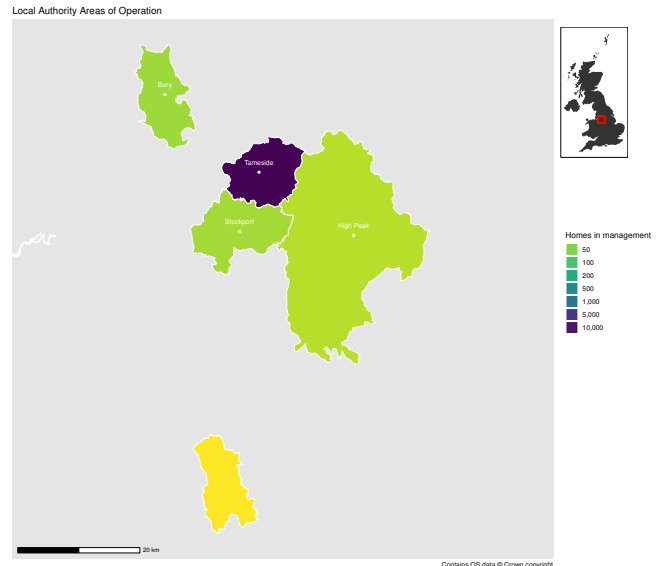 Local Authority Areas of Operation
Bury
Tameside
Stockport
High Peak
Homes in management
50
100
200
500
1,000
5,000
10,000
20 km
Contains OS data © Crown copyright